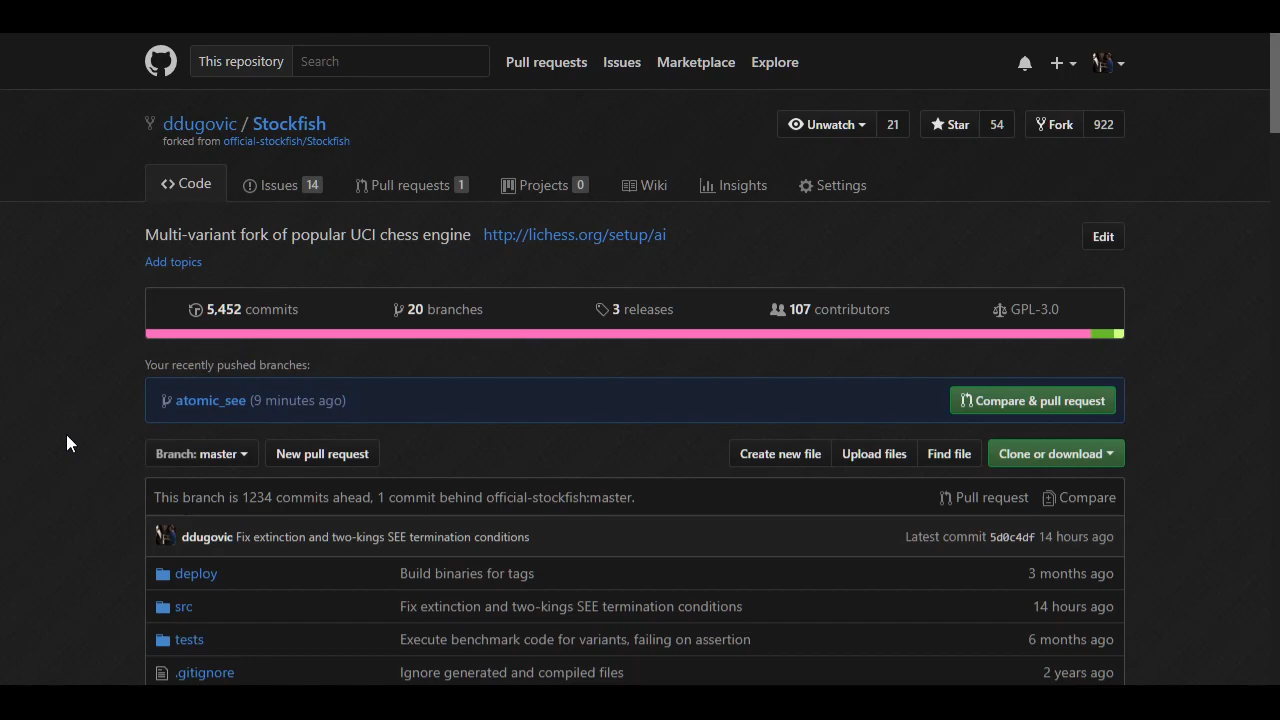 This repository Search Pull requests Issues Marketplace Explore
ddugovic / Stockfish Unwatch 21 Star 54 Fork 922
forked from official-stockfish/Stockfish
Code Issues 14 Pull requests 1 Projects 0 Wiki Insights Settings
Multi-variant fork of popular UCI chess engine http://lichess.org/setup/ai Edit
Add topics
5,452 commits 20 branches 3 releases 107 contributors GPL-3.0
Your recently pushed branches:
atomic_see (9 minutes ago) Compare & pull request
Branch: master New pull request Create new file Upload files Find file Clone or download
This branch is 1234 commits ahead, 1 commit behind official-stockfish:master. Pull request Compare
ddugovic Fix extinction and two-kings SEE termination conditions Latest commit 5d0c4df 14 hours ago
deploy Build binaries for tags 3 months ago
src Fix extinction and two-kings SEE termination conditions 14 hours ago
tests Execute benchmark code for variants, failing on assertion 6 months ago
.gitignore Ignore generated and compiled files 2 years ago